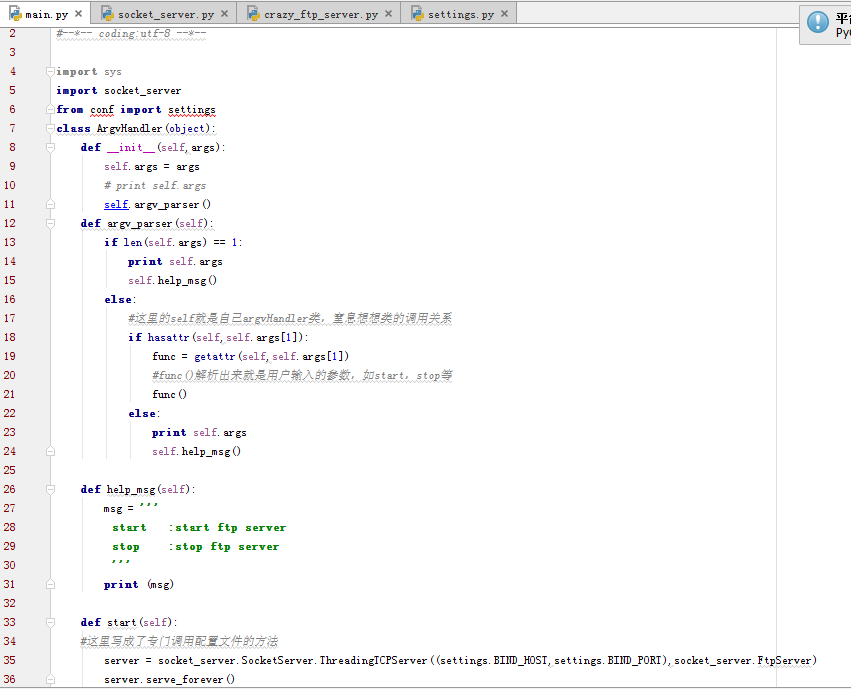 main.py socket_server.py crazy_ftp_server.py settings.py
2 #--*-- coding:utf-8 --*--
3
4 import sys
5 import socket_server
6 from conf import settings
7 class ArgvHandler(object):
8 def __init__(self,args):
9 self.args = args
10 # print self.args
11 self.argv_parser()
12 def argv_parser(self):
13 if len(self.args) == 1:
14 print self.args
15 self.help_msg()
16 else:
17 #这里的self就是自己argvHandler类，窒息想想类的调用关系
18 if hasattr(self,self.args[1]):
19 func = getattr(self,self.args[1])
20 #func()解析出来就是用户输入的参数，如start，stop等
21 func()
22 else:
23 print self.args
24 self.help_msg()
25
26 def help_msg(self):
27 msg = '''
28 start :start ftp server
29 stop :stop ftp server
30 '''
31 print (msg)
32
33 def start(self):
34 #这里写成了专门调用配置文件的方法
35 server = socket_server.SocketServer.ThreadingTCPServer((settings.BIND_HOST,settings.BIND_PORT),socket_server.FtpServer)
36 server.serve_forever()